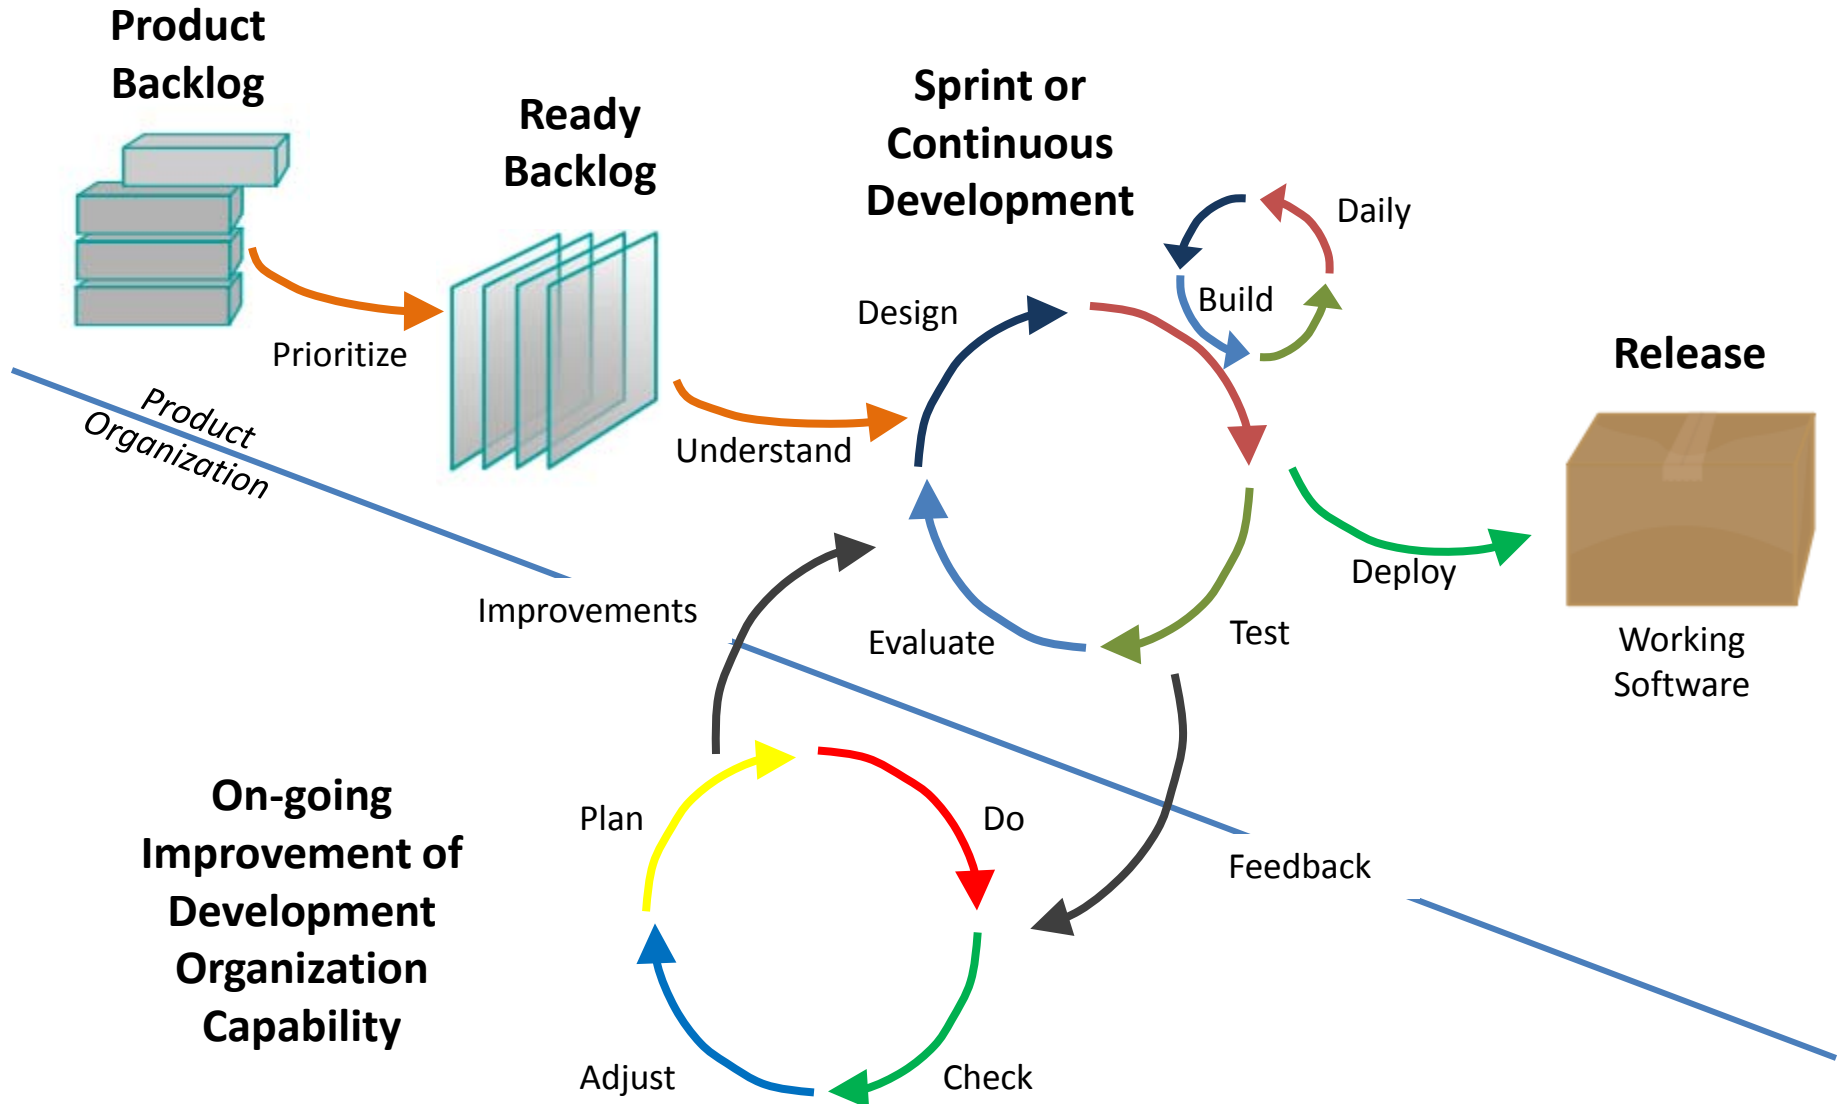 Product
Backlog
Ready
Backlog
Sprint or
Continuous
Development
Daily
Build
Design
Prioritize
Release
Product
Organization
Understand
Deploy
Improvements
Evaluate
Test
Working
Software
On-going
Improvement of
Development
Organization
Capability
Plan
Do
Feedback
Adjust
Check